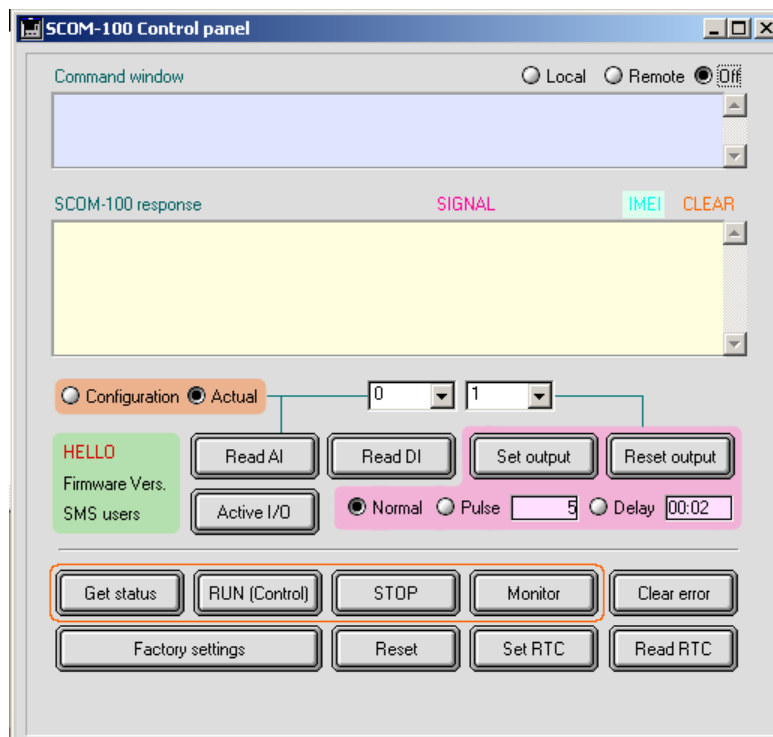 SCOM-100 Control panel
Command window Local Remote Off
SCOM-100 response SIGNAL IMEI CLEAR
Configuration Actual 0 1
HELLO Read AI Read DI Set output Reset output
Firmware Vers.
SMS users Active I/O Normal Pulse 5 Delay 00:02
Get status RUN (Control) STOP Monitor Clear error
Factory settings Reset Set RTC Read RTC